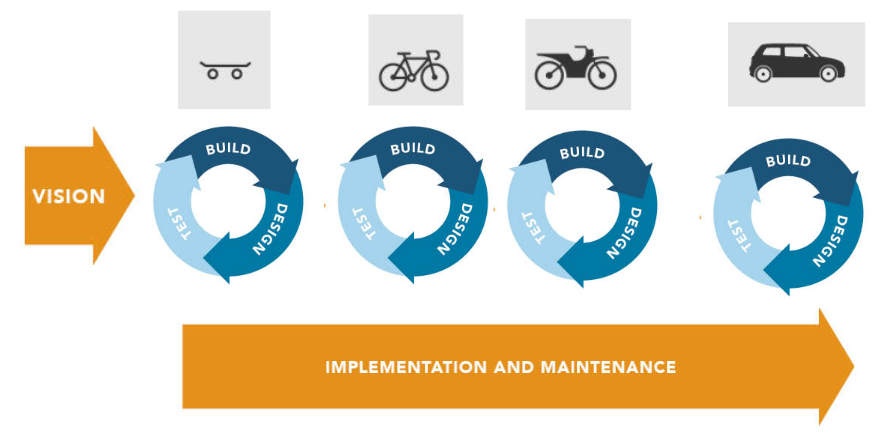 VISION
BUILD
DESIGN
TEST
BUILD
DESIGN
TEST
BUILD
DESIGN
TEST
BUILD
DESIGN
TEST
IMPLEMENTATION AND MAINTENANCE